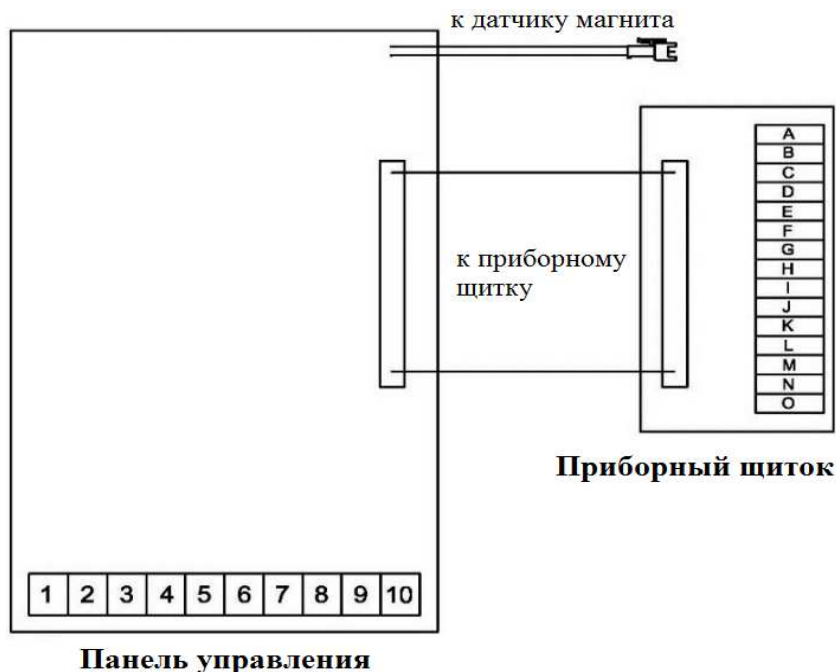 к датчику магнита
A
B
C
D
E
F
G
H
I
J
K
L
M
N
O
к приборному
щитку
Приборный щиток
1 2 3 4 5 6 7 8 9 10
Панель управления